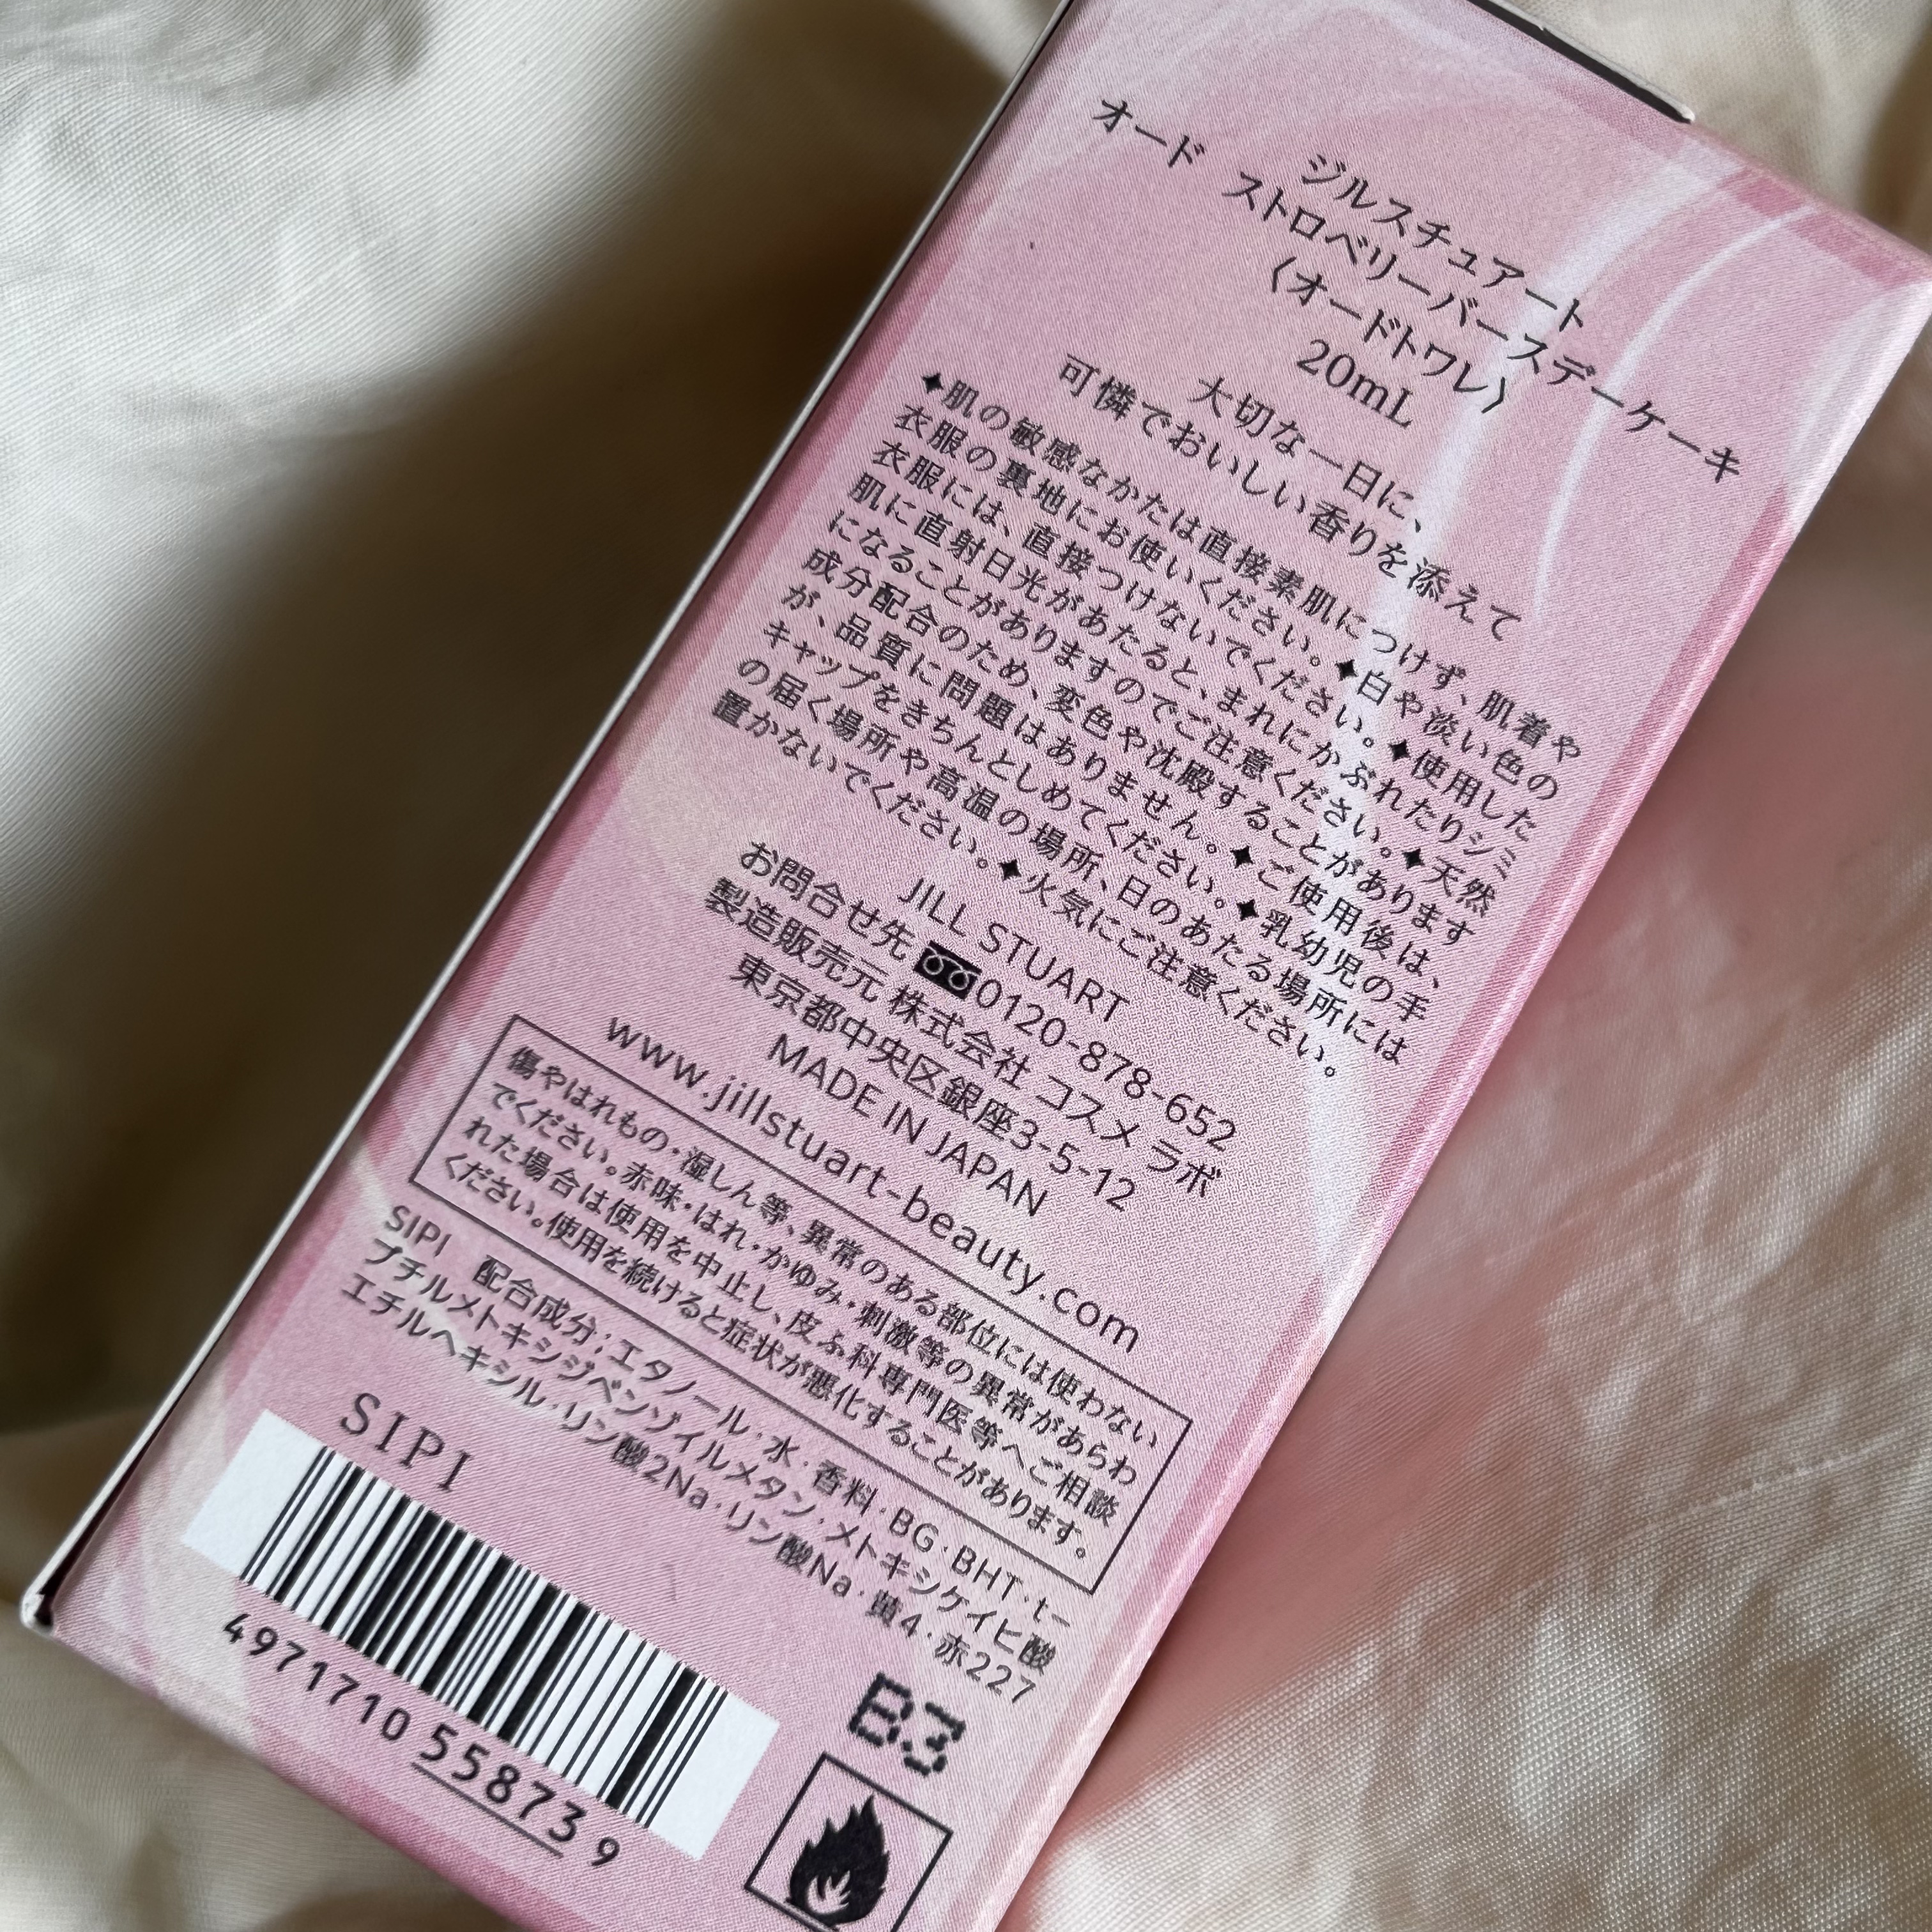 ジルスチュアート
オード ストロベリーバースデーケーキ
〈オードトワレ〉
20mL
大切な一日に、
可憐でおいしい香りを添えて
✦肌の敏感なかたは直接素肌につけず、肌着や
衣服の裏地にお使いください。✦白や淡い色の
衣服には、直接つけないでください。✦使用した
肌に直射日光があたると、まれにかぶれたりシミ
になることがありますのでご注意ください。✦天然
成分配合のため、変色や沈殿することがあります
が、品質に問題はありません。✦ご使用後は、
キャップをきちんとしめてください。✦乳幼児の手
の届く場所や高温の場所、日のあたる場所には
置かないでください。✦火気にご注意ください。
JILL STUART
お問合せ先 0120-878-652
製造販売元 株式会社 コスメ ラボ
東京都中央区銀座3-5-12
MADE IN JAPAN
www.jillstuart-beauty.com
傷やはれもの・湿しん等、異常のある部位には使わない
でください。赤味・はれ・かゆみ・刺激等の異常があらわ
れた場合は使用を中止し、皮ふ科専門医等へご相談
ください。使用を続けると症状が悪化することがあります。
SIPI 配合成分；エタノール・水・香料・BG・BHT・t-
ブチルメトキシジベンゾイルメタン・メトキシケイヒ酸
エチルヘキシル・リン酸2Na・リン酸Na・黄4・赤227
SIPI
B3
4971710558739